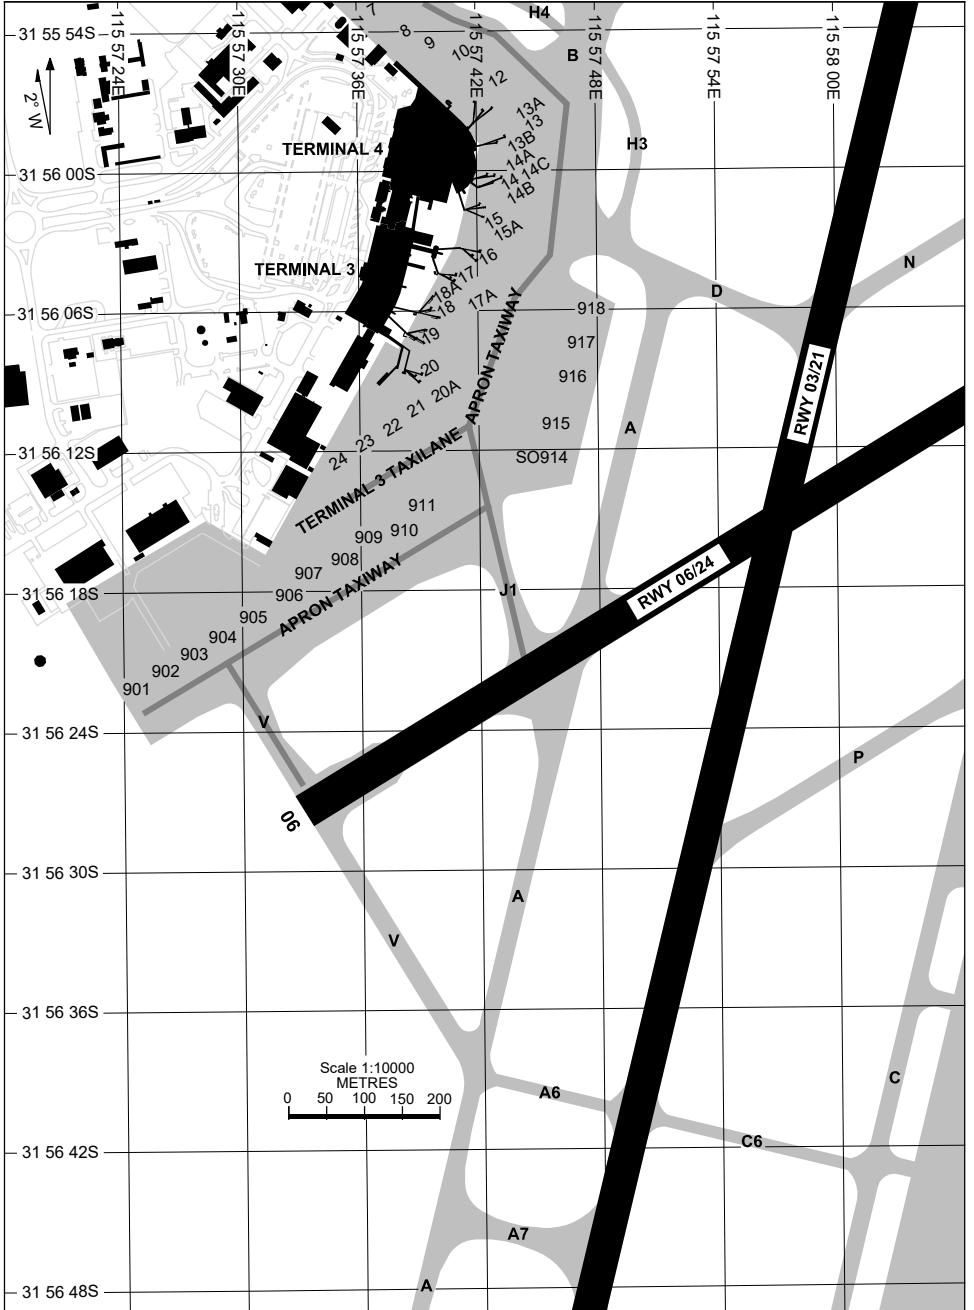 H4
7
31 55 54S
115 57 24E
115 57 30E
115 57 36E
8
9
10
115 57 42E
B
115 57 48E
115 57 54E
115 58 00E
2° W
12
13A
13
13B
H3
TERMINAL 4
14A
14C
14
14B
31 56 00S
15
15A
TERMINAL 3
16
17
N
18A
17A
D
18
31 56 06S
918
19
917
20
20A
916
APRON TAXIWAY
RWY 03/21
21
22
915
A
23
24
TERMINAL 3 TAXILANE
31 56 12S
SO914
911
910
909
908
907
APRON TAXIWAY
RWY 06/24
J1
31 56 18S
906
905
904
903
902
901
V
31 56 24S
P
06
31 56 30S
A
V
31 56 36S
Scale 1:10000
METRES
0 50 100 150 200
C
A6
C6
31 56 42S
A7
A
31 56 48S